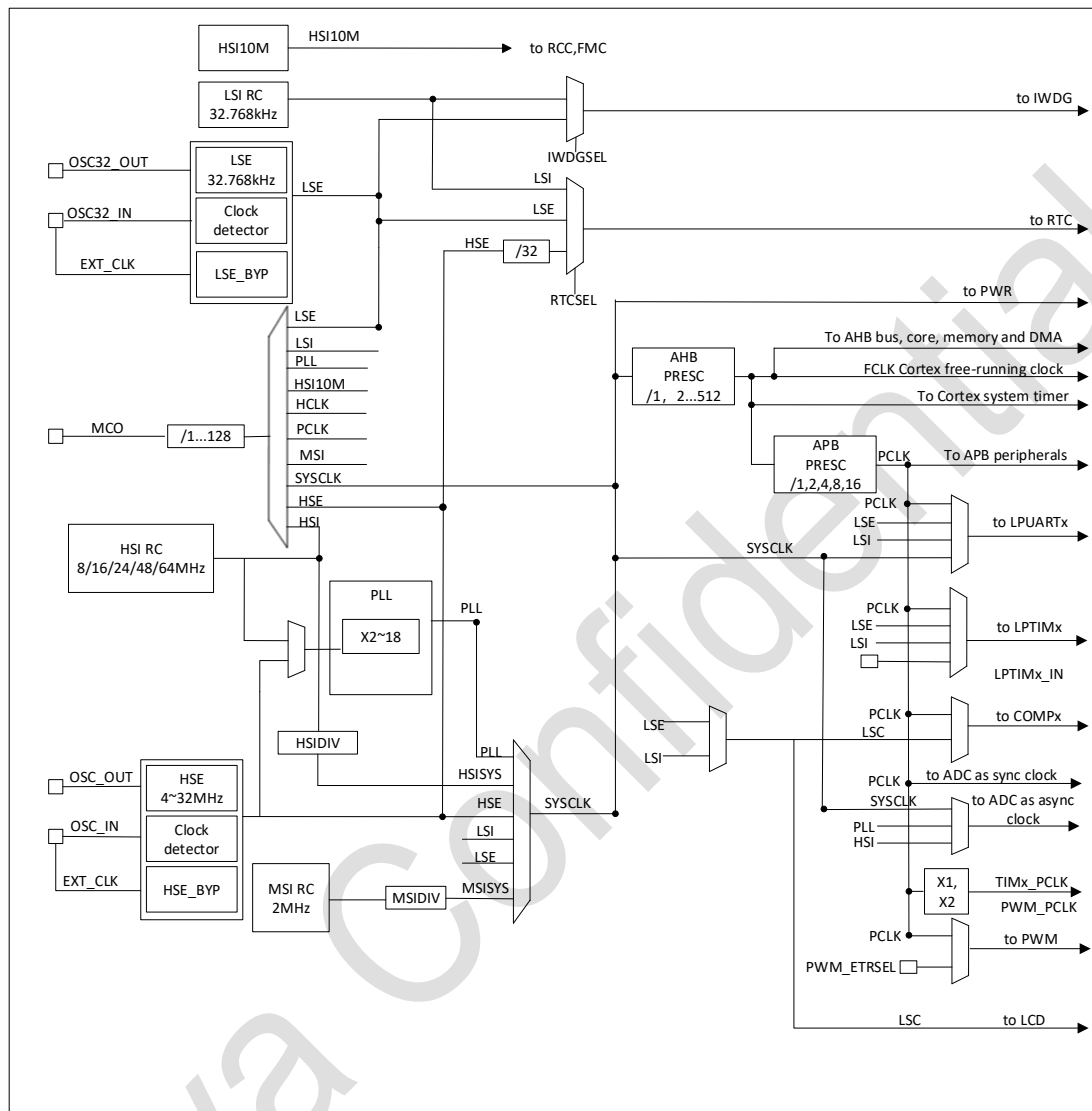 HSI10M
HSI10M
to RCC,FMC
LSI RC
32.768kHz
to IWDG
IWDGSEL
OSC32_OUT
LSE
32.768kHz
LSE
LSI
OSC32_IN
Clock
detector
LSE
to RTC
HSE
/32
EXT_CLK
LSE_BYP
RTCSEL
to PWR
LSE
LSI
PLL
HSI10M
HCLK
PCLK
MSI
SYSCLK
HSE
HSI
MCO
/1...128
AHB
PRESC
/1, 2...512
To AHB bus, core, memory and DMA
FCLK Cortex free-running clock
To Cortex system timer
APB
PRESC
/1,2,4,8,16
PCLK
To APB peripherals
PCLK
LSE
LSI
SYSCLK
to LPUARTx
HSI RC
8/16/24/48/64MHz
PLL
X2~18
PLL
PCLK
LSE
LSI
to LPTIMx
LPTIMx_IN
HSIDIV
LSE
LSI
PCLK
LSC
to COMPx
OSC_OUT
HSE
4~32MHz
OSC_IN
Clock
detector
EXT_CLK
HSE_BYP
PLL
HSISYS
HSE
LSI
LSE
MSISYS
SYSCLK
MSI RC
2MHz
MSIDIV
PCLK
to ADC as sync clock
SYSCLK
PLL
HSI
to ADC as async
clock
X1,
X2
TIMx_PCLK
PWM_PCLK
PCLK
to PWM
PWM_ETRSEL
LSC
to LCD
va Confidential